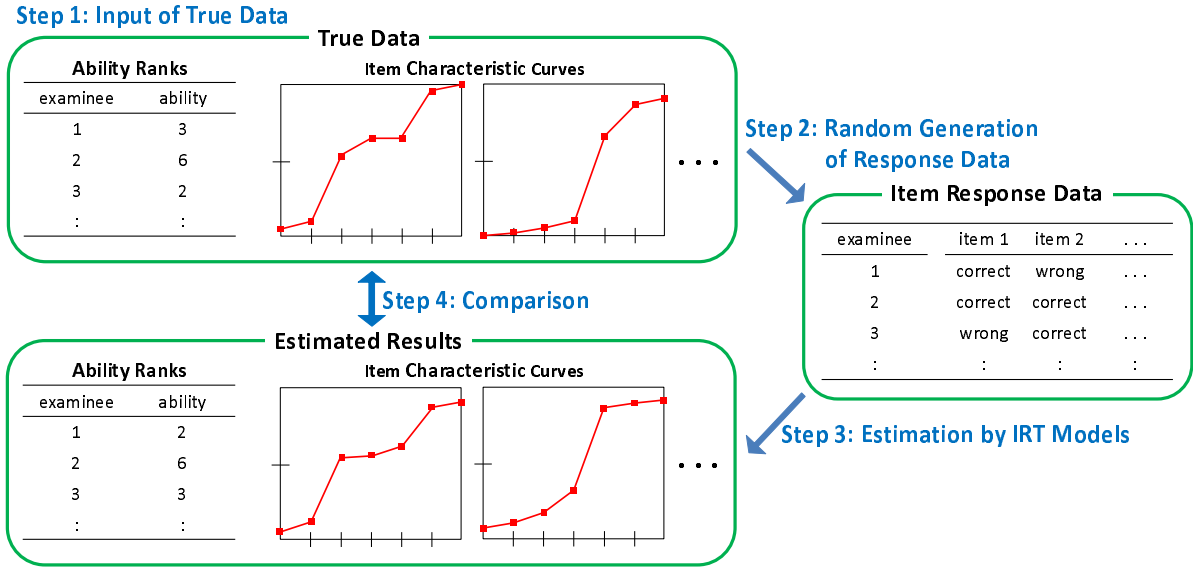 Step 1: Input of True Data
True Data
Ability Ranks
examinee ability
1 3
2 6
3 2
: :
Item Characteristic Curves
...
Step 2: Random Generation
of Response Data
Item Response Data
examinee item 1 item 2 ...
1 correct wrong ...
2 correct correct ...
3 wrong correct ...
: : : :
Step 3: Estimation by IRT Models
Step 4: Comparison
Estimated Results
Ability Ranks
examinee ability
1 2
2 6
3 3
: :
Item Characteristic Curves
...